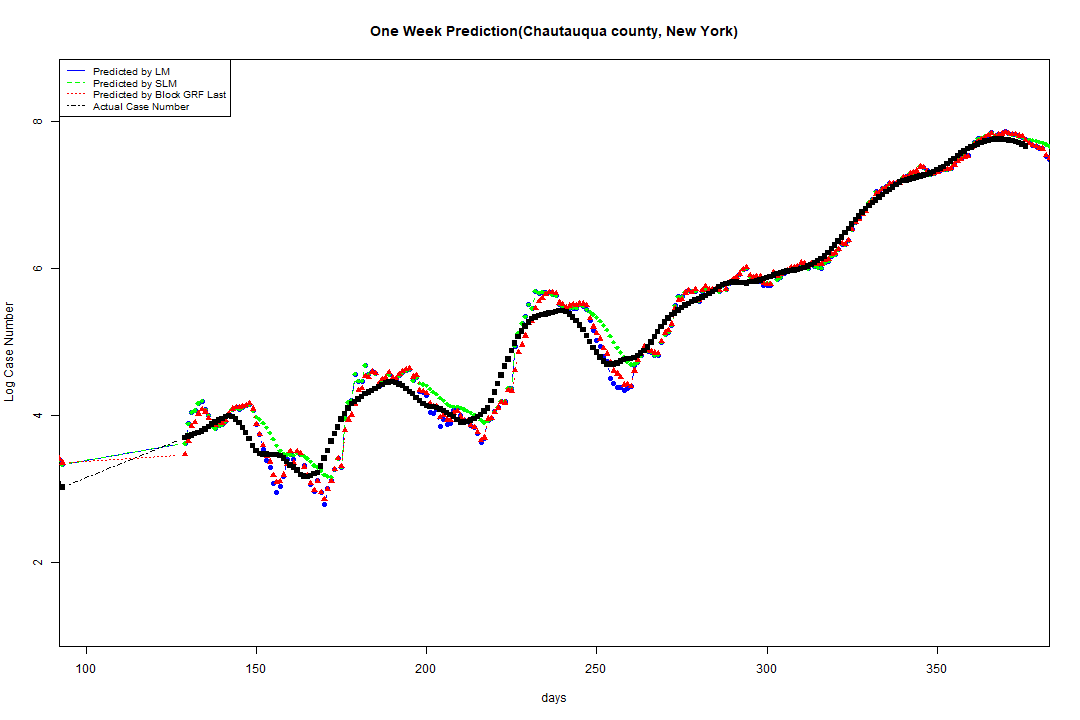 One Week Prediction(Chautauqua county, New York)
Predicted by LM
Predicted by SLM
Predicted by Block GRF Last
Actual Case Number
8
6
4
2
Log Case Number
100 150 200 250 300 350
days